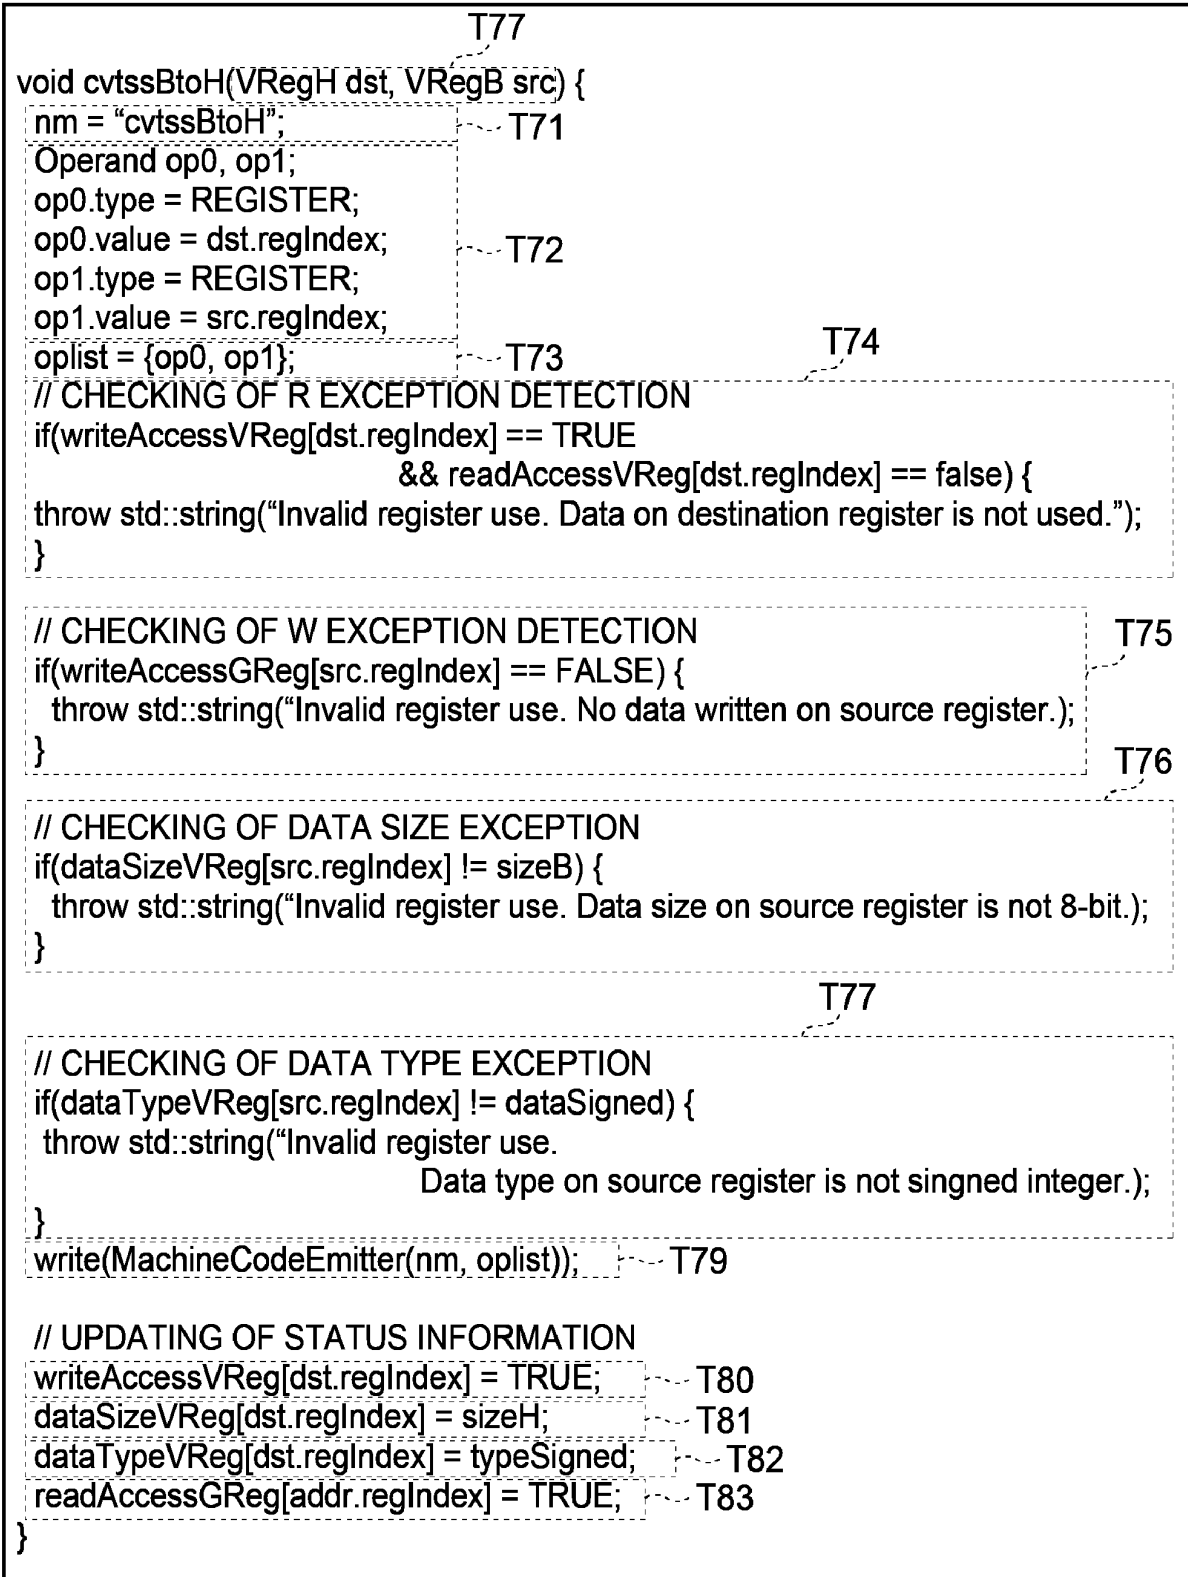 T77
void cvtssBtoH(VRegH dst, VRegB src) {
nm = “cvtssBtoH”; T71
Operand op0, op1;
op0.type = REGISTER;
op0.value = dst.regIndex; T72
op1.type = REGISTER;
op1.value = src.regIndex;
oplist = {op0, op1}; T73
T74
// CHECKING OF R EXCEPTION DETECTION
if(writeAccessVReg[dst.regIndex] == TRUE
&& readAccessVReg[dst.regIndex] == false) {
throw std::string(“Invalid register use. Data on destination register is not used.”);
}
// CHECKING OF W EXCEPTION DETECTION T75
if(writeAccessGReg[src.regIndex] == FALSE) {
throw std::string(“Invalid register use. No data written on source register.);
}
T76
// CHECKING OF DATA SIZE EXCEPTION
if(dataSizeVReg[src.regIndex] != sizeB) {
throw std::string(“Invalid register use. Data size on source register is not 8-bit.);
}
T77
// CHECKING OF DATA TYPE EXCEPTION
if(dataTypeVReg[src.regIndex] != dataSigned) {
throw std::string(“Invalid register use.
Data type on source register is not singned integer.);
}
write(MachineCodeEmitter(nm, oplist)); T79
// UPDATING OF STATUS INFORMATION
writeAccessVReg[dst.regIndex] = TRUE; T80
dataSizeVReg[dst.regIndex] = sizeH; T81
dataTypeVReg[dst.regIndex] = typeSigned; T82
readAccessGReg[addr.regIndex] = TRUE; T83
}